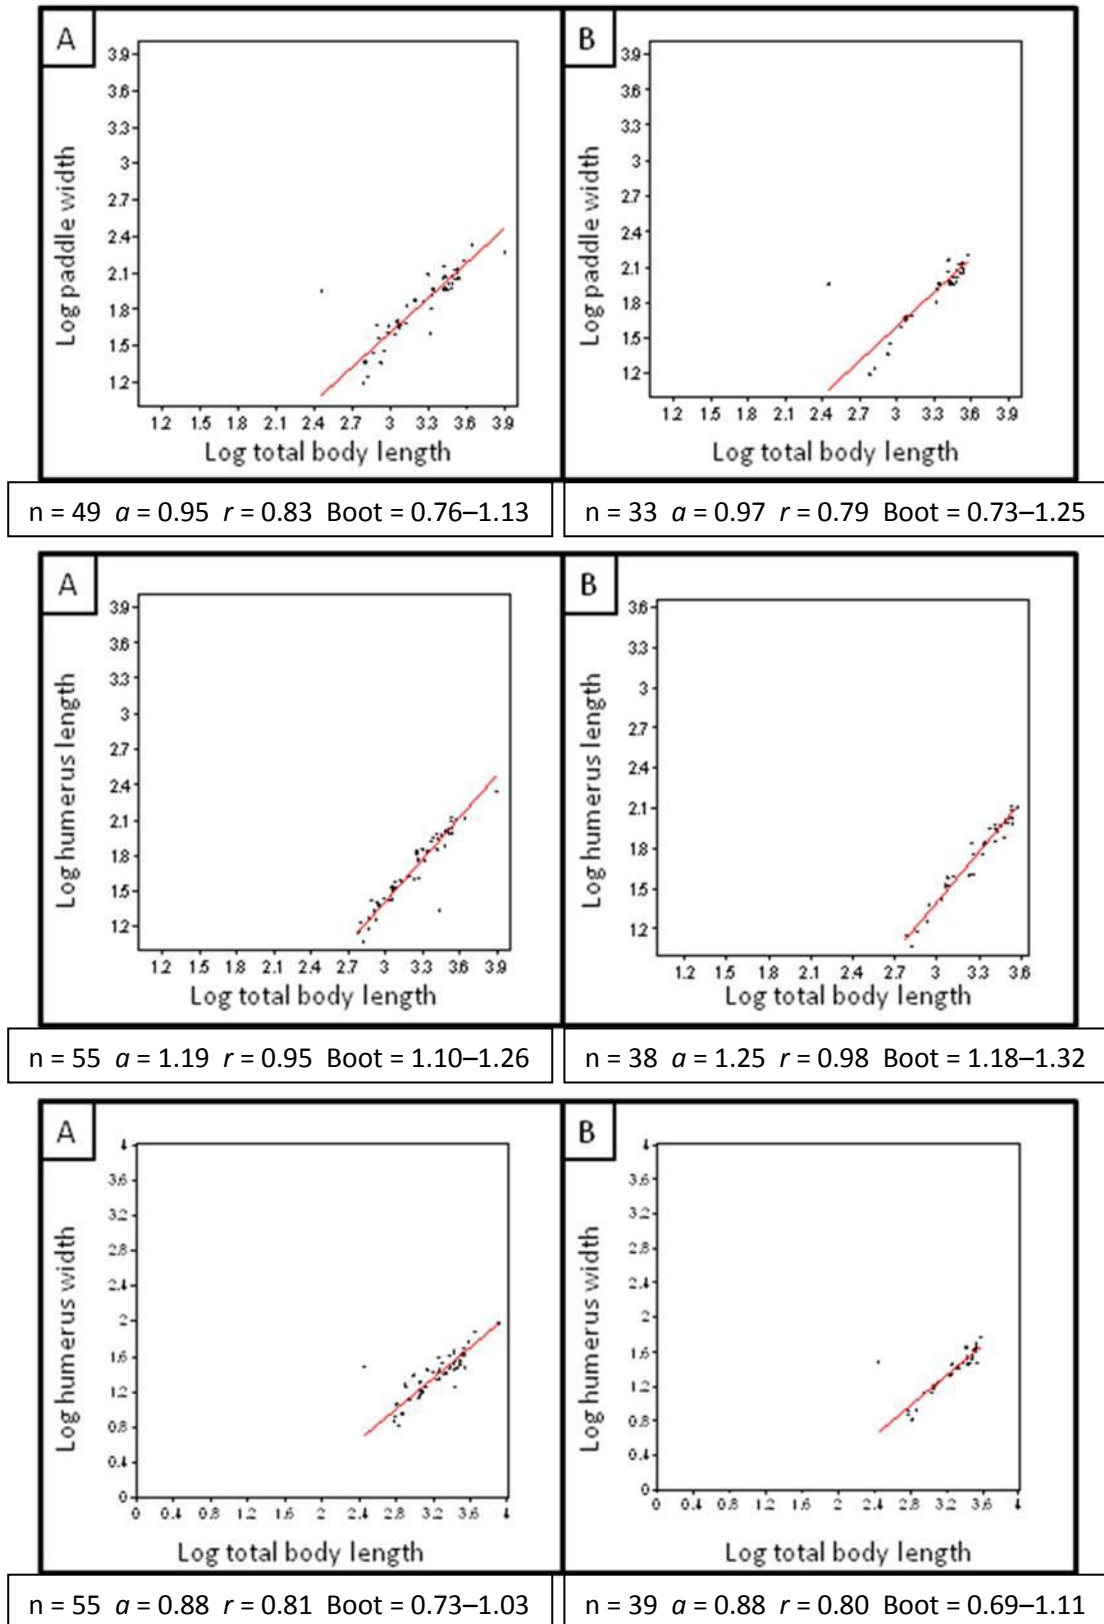 A
B
3.9
3.6
3.3
3
2.7
2.4
2.1
1.8
1.5
1.2
Log paddle width
1.2 1.5 1.8 2.1 2.4 2.7 3 3.3 3.6 3.9
Log total body length
3.9
3.6
3.3
3
2.7
2.4
2.1
1.8
1.5
1.2
Log paddle width
1.2 1.5 1.8 2.1 2.4 2.7 3 3.3 3.6 3.9
Log total body length
n = 49 a = 0.95 r = 0.83 Boot = 0.76–1.13
n = 33 a = 0.97 r = 0.79 Boot = 0.73–1.25
A
B
3.9
3.6
3.3
3
2.7
2.4
2.1
1.8
1.5
1.2
Log humerus length
1.2 1.5 1.8 2.1 2.4 2.7 3 3.3 3.6 3.9
Log total body length
3.6
3.3
3
2.7
2.4
2.1
1.8
1.5
1.2
Log humerus length
1.2 1.5 1.8 2.1 2.4 2.7 3 3.3 3.6
Log total body length
n = 55 a = 1.19 r = 0.95 Boot = 1.10–1.26
n = 38 a = 1.25 r = 0.98 Boot = 1.18–1.32
A
B
4
3.6
3.2
2.8
2.4
2
1.6
1.2
0.8
0.4
0
Log humerus width
0 0.4 0.8 1.2 1.6 2 2.4 2.8 3.2 3.6 4
Log total body length
4
3.6
3.2
2.8
2.4
2
1.6
1.2
0.8
0.4
0
Log humerus width
0 0.4 0.8 1.2 1.6 2 2.4 2.8 3.2 3.6 4
Log total body length
n = 55 a = 0.88 r = 0.81 Boot = 0.73–1.03
n = 39 a = 0.88 r = 0.80 Boot = 0.69–1.11